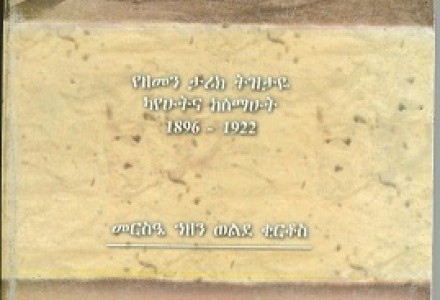 የዘመን ታሪክ ትዝታዬ
ካየሁትና ከሰማሁት
1896 - 1922
መርስዔ ኀዘን ወልደ ቂርቆስ